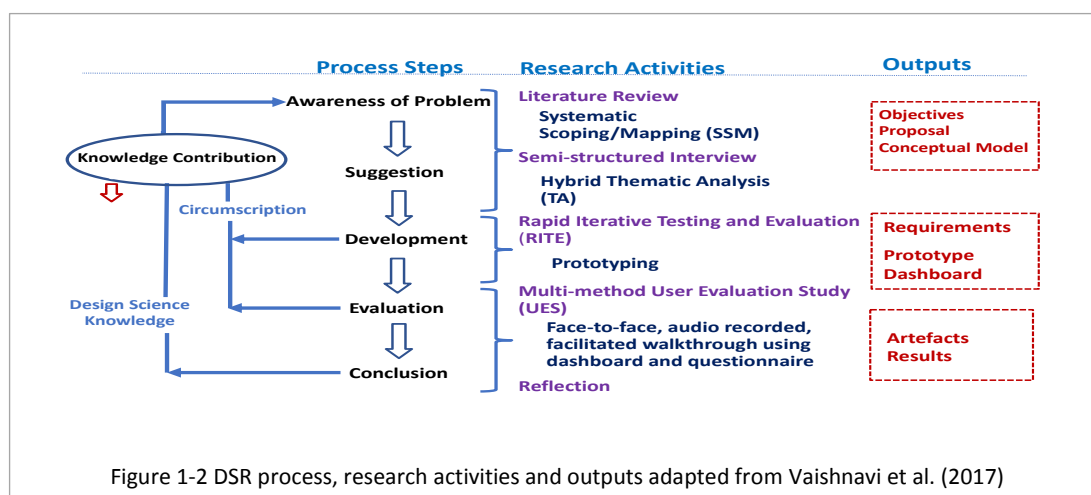 Process Steps
Research Activities
Outputs
Awareness of Problem
Knowledge Contribution
Suggestion
Circumscription
Development
Design Science
Knowledge
Evaluation
Conclusion
Literature Review
Systematic
Scoping/Mapping (SSM)
Semi-structured Interview
Hybrid Thematic Analysis
(TA)
Rapid Iterative Testing and Evaluation
(RITE)
Prototyping
Multi-method User Evaluation Study
(UES)
Face-to-face, audio recorded,
facilitated walkthrough using
dashboard and questionnaire
Reflection
Objectives
Proposal
Conceptual Model
Requirements
Prototype
Dashboard
Artefacts
Results
Figure 1-2 DSR process, research activities and outputs adapted from Vaishnavi et al. (2017)